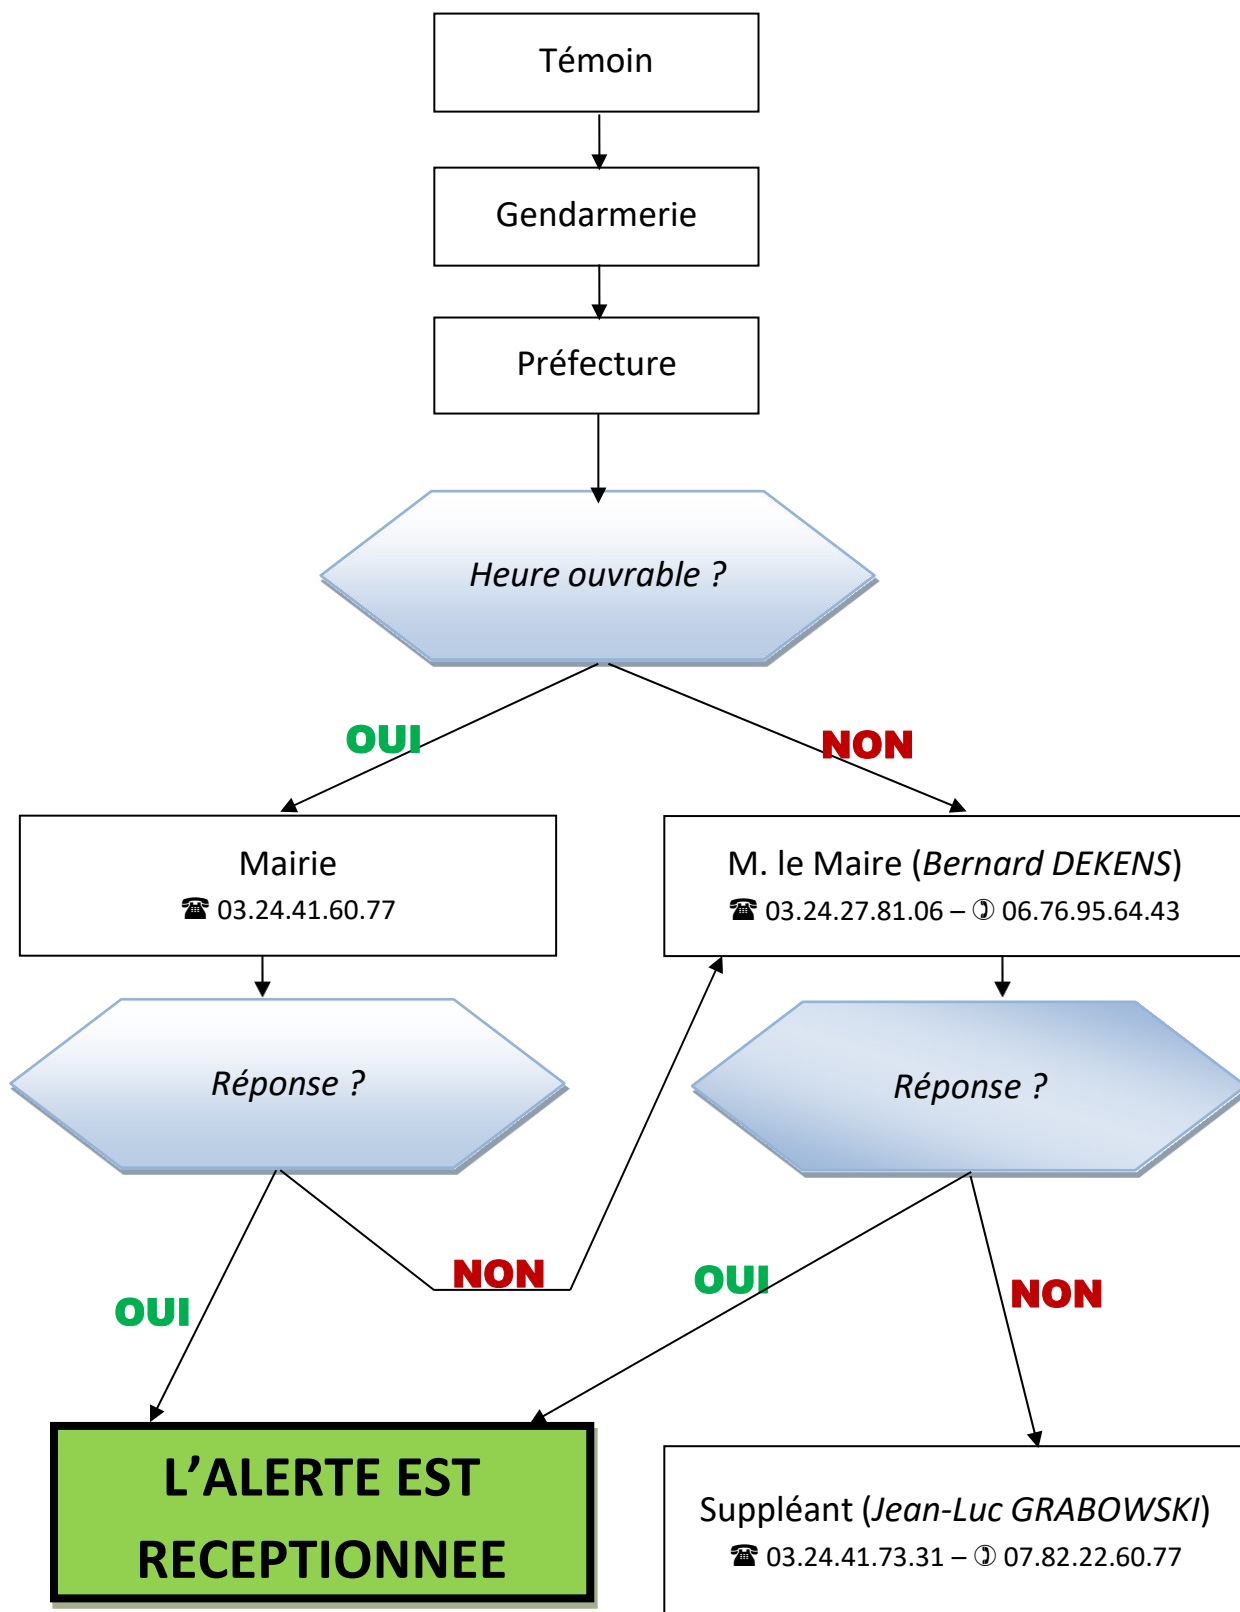 Témoin
Gendarmerie
Préfecture
Heure ouvrable ?
OUI
NON
Mairie
☎ 03.24.41.60.77
M. le Maire (Bernard DEKENS)
☎ 03.24.27.81.06 – ✆ 06.76.95.64.43
Réponse ?
Réponse ?
OUI
NON
OUI
NON
L’ALERTE EST
RECEPTIONNEE
Suppléant (Jean-Luc GRABOWSKI)
☎ 03.24.41.73.31 – ✆ 07.82.22.60.77